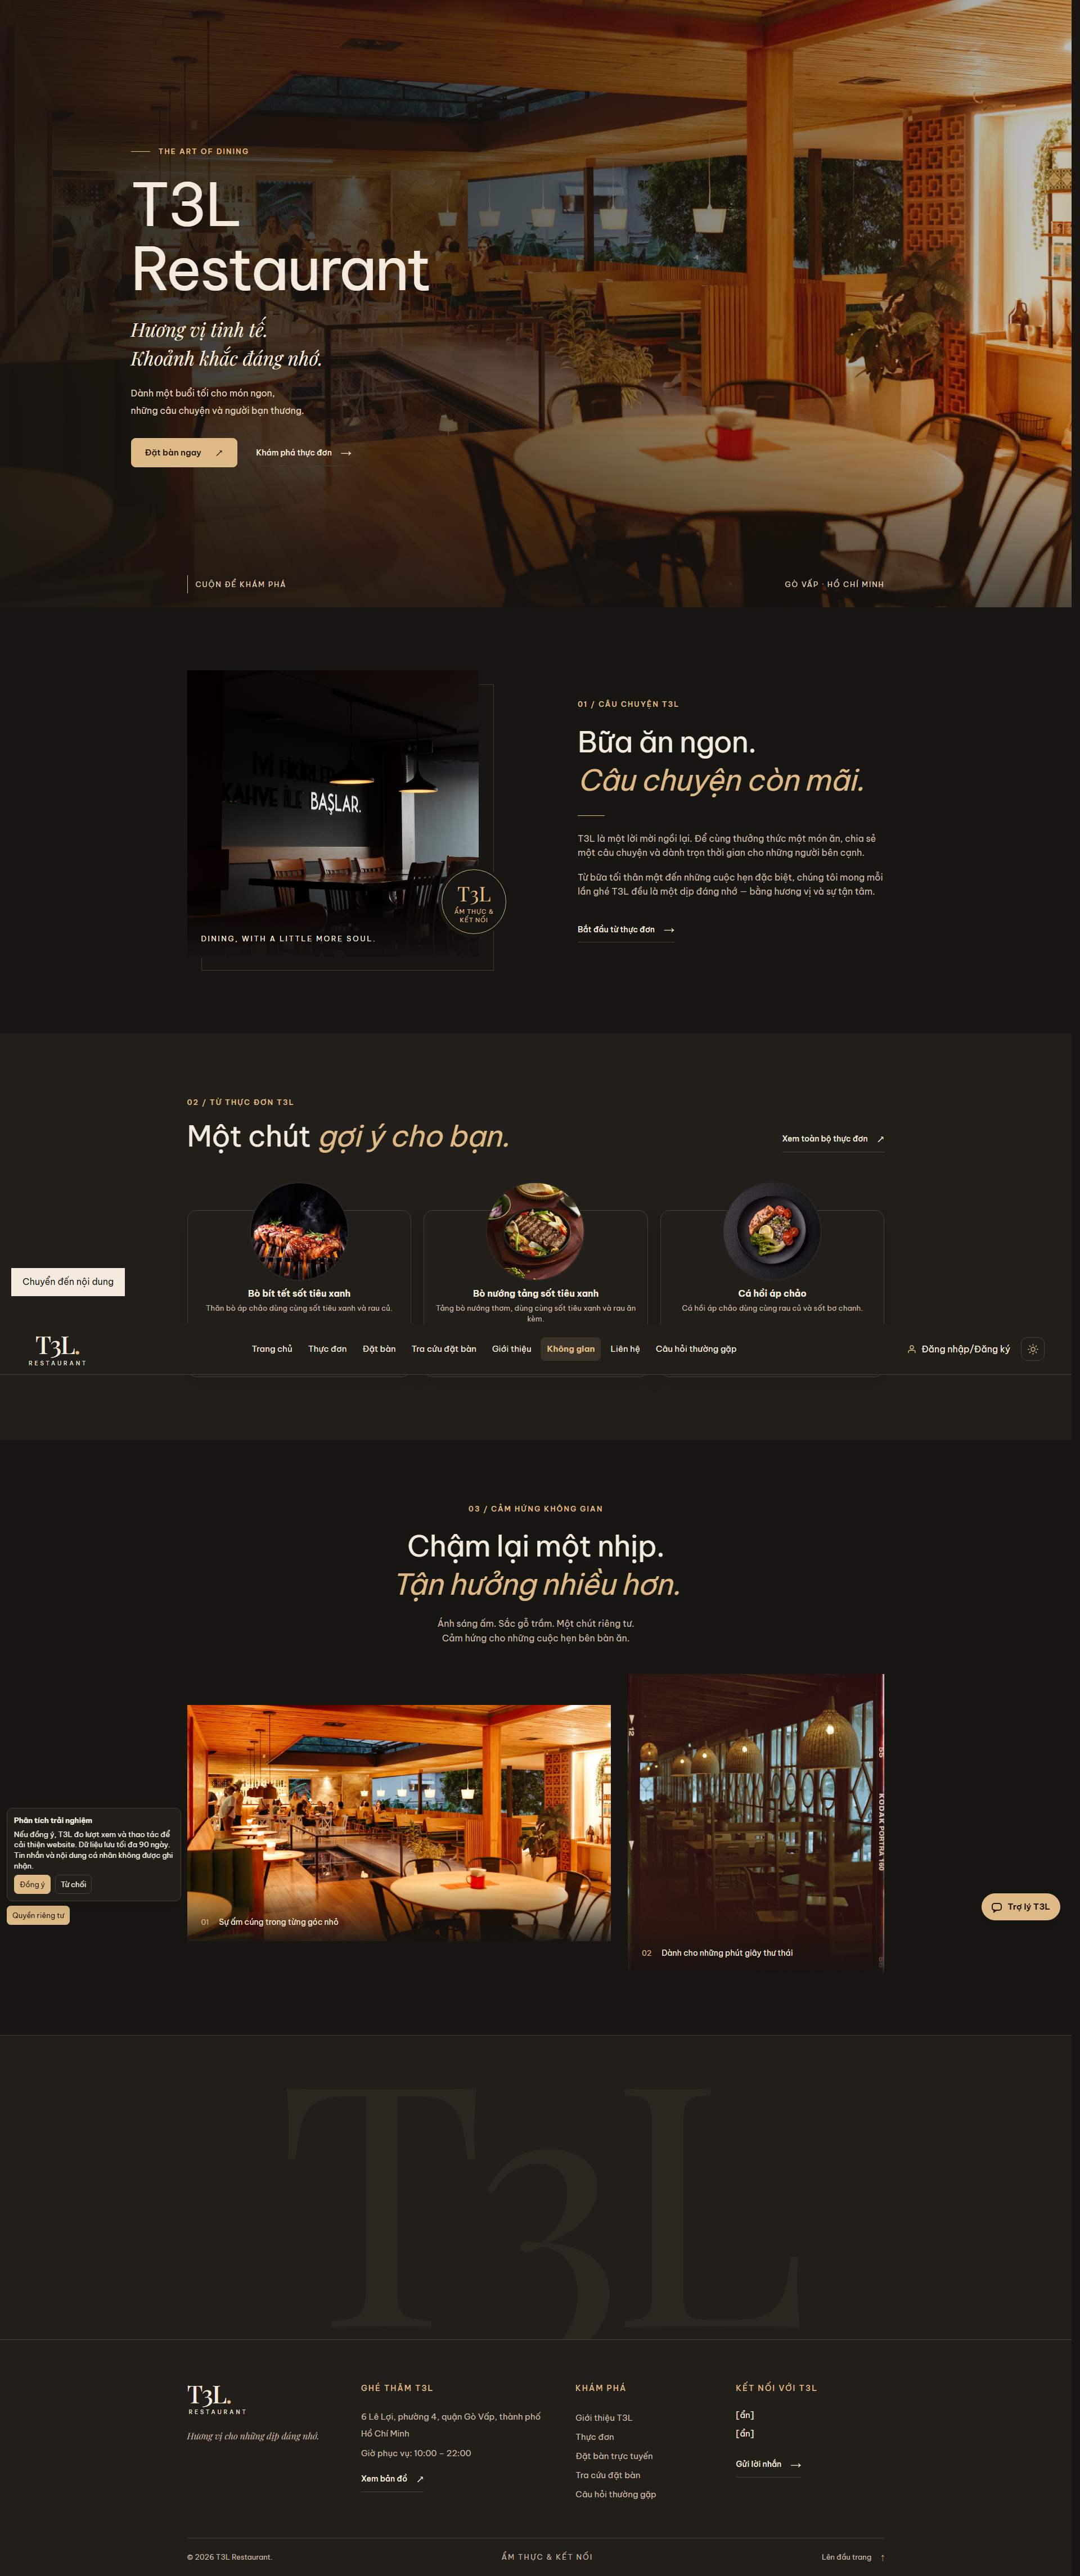 THE ART OF DINING
T3L
Restaurant
Hương vị tinh tế.
Khoảnh khắc đáng nhớ.
Dành một buổi tối cho món ngon,
những câu chuyện và người bạn thương.
Đặt bàn ngay ↗
Khám phá thực đơn →
CUỘN ĐỂ KHÁM PHÁ
GÒ VẤP · HỒ CHÍ MINH
BAŞLAR.
T3L
ẨM THỰC &
KẾT NỐI
DINING, WITH A LITTLE MORE SOUL.
01 / CÂU CHUYỆN T3L
Bữa ăn ngon.
Câu chuyện còn mãi.
T3L là một lời mời ngồi lại. Để cùng thưởng thức một món ăn, chia sẻ
một câu chuyện và dành trọn thời gian cho những người bên cạnh.
Từ bữa tối thân mật đến những cuộc hẹn đặc biệt, chúng tôi mong mỗi
lần ghé T3L đều là một dịp đáng nhớ — bằng hương vị và sự tận tâm.
Bắt đầu từ thực đơn →
02 / TỪ THỰC ĐƠN T3L
Một chút gợi ý cho bạn.
Xem toàn bộ thực đơn ↗
Bò bít tết sốt tiêu xanh
Thăn bò áp chảo dùng cùng sốt tiêu xanh và rau củ.
Bò nướng tảng sốt tiêu xanh
Tảng bò nướng thơm, dùng cùng sốt tiêu xanh và rau ăn
kèm.
Cá hồi áp chảo
Cá hồi áp chảo dùng cùng rau củ và sốt bơ chanh.
Chuyển đến nội dung
T3L.
RESTAURANT
Trang chủ
Thực đơn
Đặt bàn
Tra cứu đặt bàn
Giới thiệu
Không gian
Liên hệ
Câu hỏi thường gặp
Đăng nhập/Đăng ký
03 / CẢM HỨNG KHÔNG GIAN
Chậm lại một nhịp.
Tận hưởng nhiều hơn.
Ánh sáng ấm. Sắc gỗ trầm. Một chút riêng tư.
Cảm hứng cho những cuộc hẹn bên bàn ăn.
01 Sự ấm cúng trong từng góc nhỏ
12
55
KODAK PORTRA 160
02 Dành cho những phút giây thư thái
Phân tích trải nghiệm
Nếu đồng ý, T3L đo lượt xem và thao tác để
cải thiện website. Dữ liệu lưu tối đa 90 ngày.
Tin nhắn và nội dung cá nhân không được ghi
nhận.
Đồng ý
Từ chối
Quyền riêng tư
Trợ lý T3L
T3L
T3L.
RESTAURANT
Hương vị cho những dịp đáng nhớ.
GHÉ THĂM T3L
6 Lê Lợi, phường 4, quận Gò Vấp, thành phố
Hồ Chí Minh
Giờ phục vụ: 10:00 – 22:00
Xem bản đồ ↗
KHÁM PHÁ
Giới thiệu T3L
Thực đơn
Đặt bàn trực tuyến
Tra cứu đặt bàn
Câu hỏi thường gặp
KẾT NỐI VỚI T3L
[ẩn]
[ẩn]
Gửi lời nhắn →
© 2026 T3L Restaurant.
ẨM THỰC & KẾT NỐI
Lên đầu trang ↑